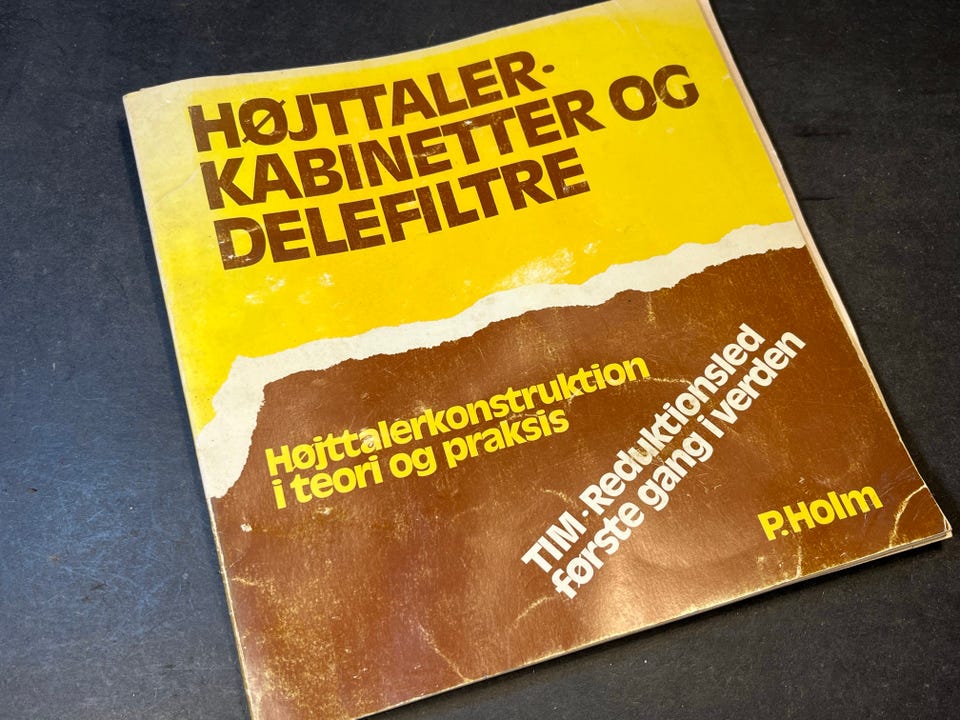 HØJTTALER-
KABINETTER OG
DELEFILTRE
Højttalerkonstruktion
i teori og praksis
TIM-Reduktionsled
første gang i verden
P.Holm